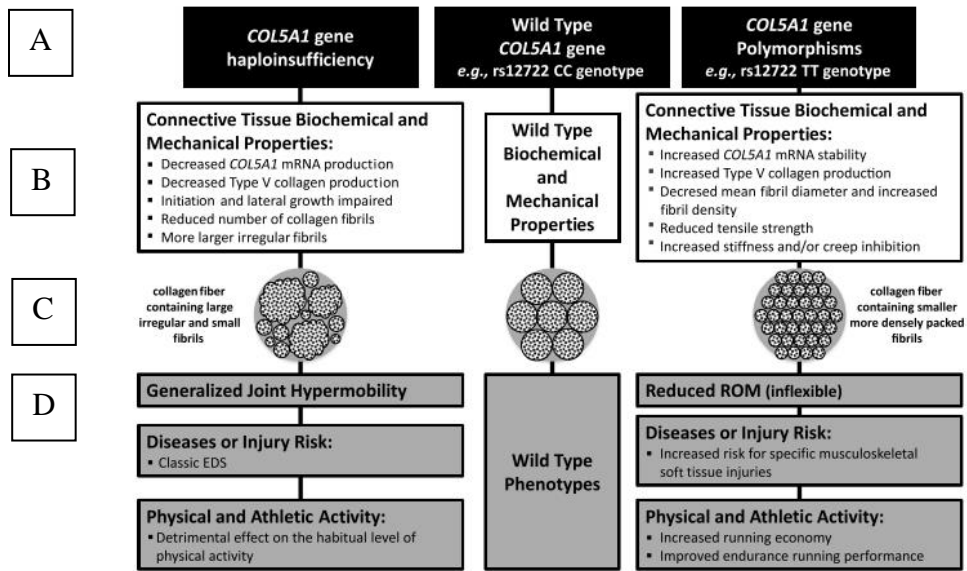 A
COL5A1 gene
haploinsufficiency
Wild Type
COL5A1 gene
e.g., rs12722 CC genotype
COL5A1 gene
Polymorphisms
e.g., rs12722 TT genotype
B
Connective Tissue Biochemical and
Mechanical Properties:
▪ Decreased COL5A1 mRNA production
▪ Decreased Type V collagen production
▪ Initiation and lateral growth impaired
▪ Reduced number of collagen fibrils
▪ More larger irregular fibrils
Wild Type
Biochemical
and
Mechanical
Properties
Connective Tissue Biochemical and
Mechanical Properties:
▪ Increased COL5A1 mRNA stability
▪ Increased Type V collagen production
▪ Decresed mean fibril diameter and increased
fibril density
▪ Reduced tensile strength
▪ Increased stiffness and/or creep inhibition
C
collagen fiber
containing large
irregular and small
fibrils
collagen fiber
containing smaller
more densely packed
fibrils
D
Generalized Joint Hypermobility
Diseases or Injury Risk:
▪ Classic EDS
Physical and Athletic Activity:
▪ Detrimental effect on the habitual level of
physical activity
Wild Type
Phenotypes
Reduced ROM (inflexible)
Diseases or Injury Risk:
▪ Increased risk for specific musculoskeletal
soft tissue injuries
Physical and Athletic Activity:
▪ Increased running economy
▪ Improved endurance running performance